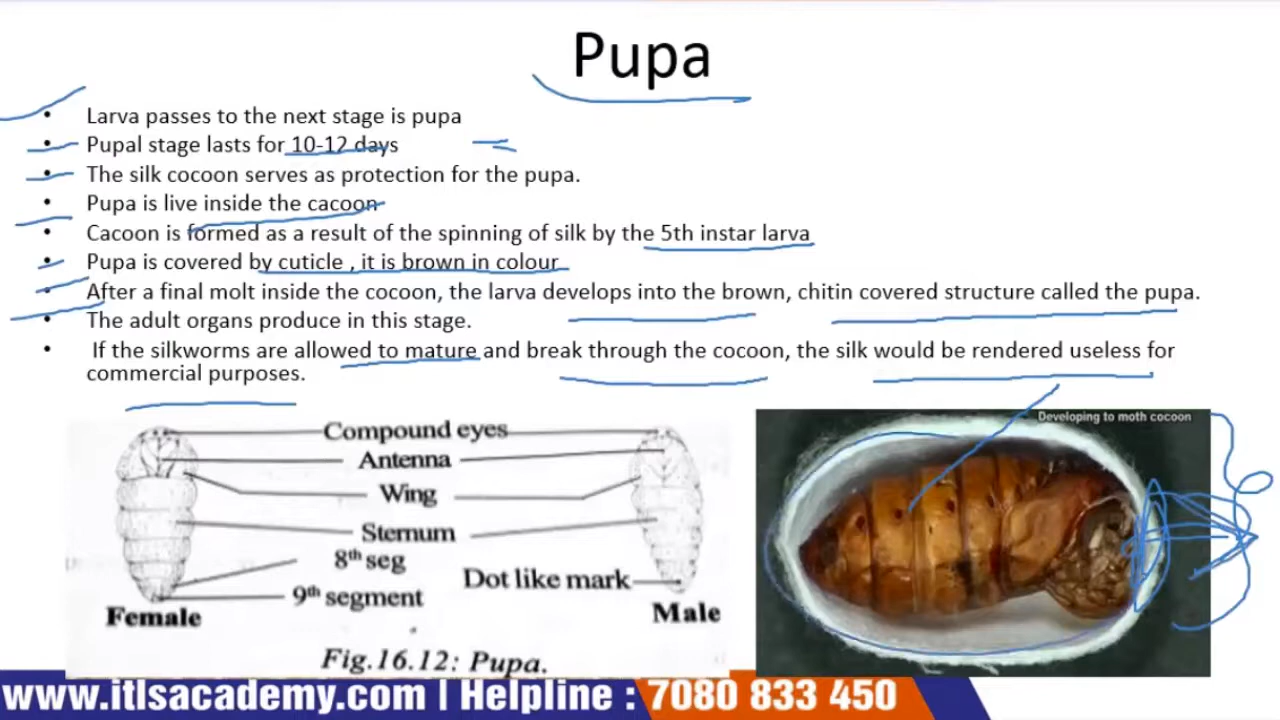 Pupa
• Larva passes to the next stage is pupa
• Pupal stage lasts for 10-12 days
• The silk cocoon serves as protection for the pupa.
• Pupa is live inside the cacoon
• Cacoon is formed as a result of the spinning of silk by the 5th instar larva
• Pupa is covered by cuticle , it is brown in colour
• After a final molt inside the cocoon, the larva develops into the brown, chitin covered structure called the pupa.
• The adult organs produce in this stage.
• If the silkworms are allowed to mature and break through the cocoon, the silk would be rendered useless for
commercial purposes.
Compound eyes
Antenna
Wing
Sternum
8th seg
9th segment
Dot like mark
Female
Male
Fig.16.12: Pupa.
Developing to moth cocoon
www.itlsacademy.com | Helpline : 7080 833 450